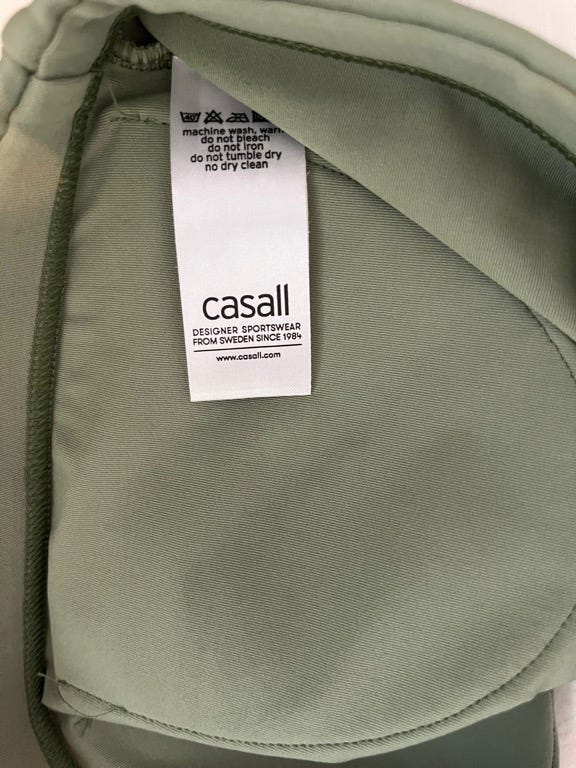 40
machine wash, warm
do not bleach
do not iron
do not tumble dry
no dry clean
casall
DESIGNER SPORTSWEAR
FROM SWEDEN SINCE 1984
www.casall.com